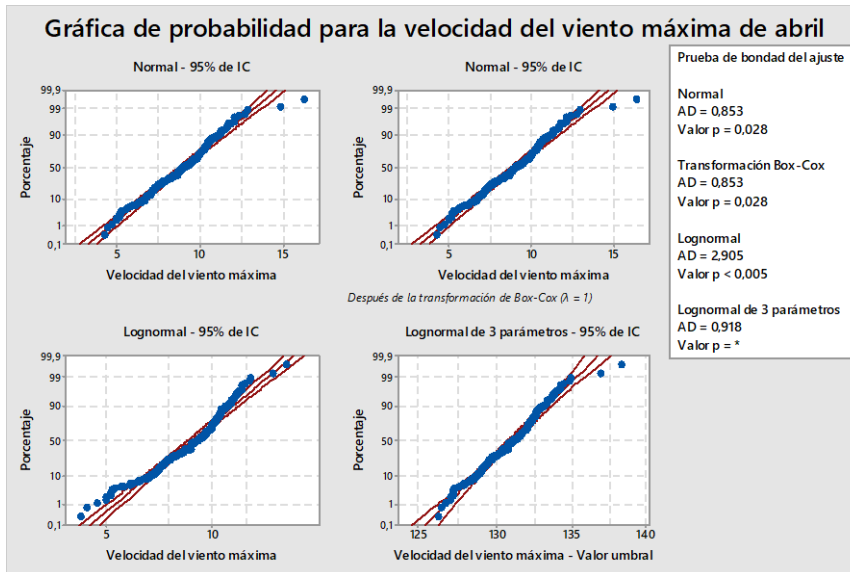 Gráfica de probabilidad para la velocidad del viento máxima de abril
Normal - 95% de IC
99,9
99
90
50
10
1
0,1
Porcentaje
5
10
15
Velocidad del viento máxima
Normal - 95% de IC
99,9
99
90
50
10
1
0,1
Porcentaje
5
10
15
Velocidad del viento máxima
Después de la transformación de Box-Cox (λ = 1)
Lognormal - 95% de IC
99,9
99
90
50
10
1
0,1
Porcentaje
5
10
Velocidad del viento máxima
Lognormal de 3 parámetros - 95% de IC
99,9
99
90
50
10
1
0,1
Porcentaje
125
130
135
140
Velocidad del viento máxima - Valor umbral
Prueba de bondad del ajuste
Normal
AD = 0,853
Valor p = 0,028
Transformación Box-Cox
AD = 0,853
Valor p = 0,028
Lognormal
AD = 2,905
Valor p < 0,005
Lognormal de 3 parámetros
AD = 0,918
Valor p = *